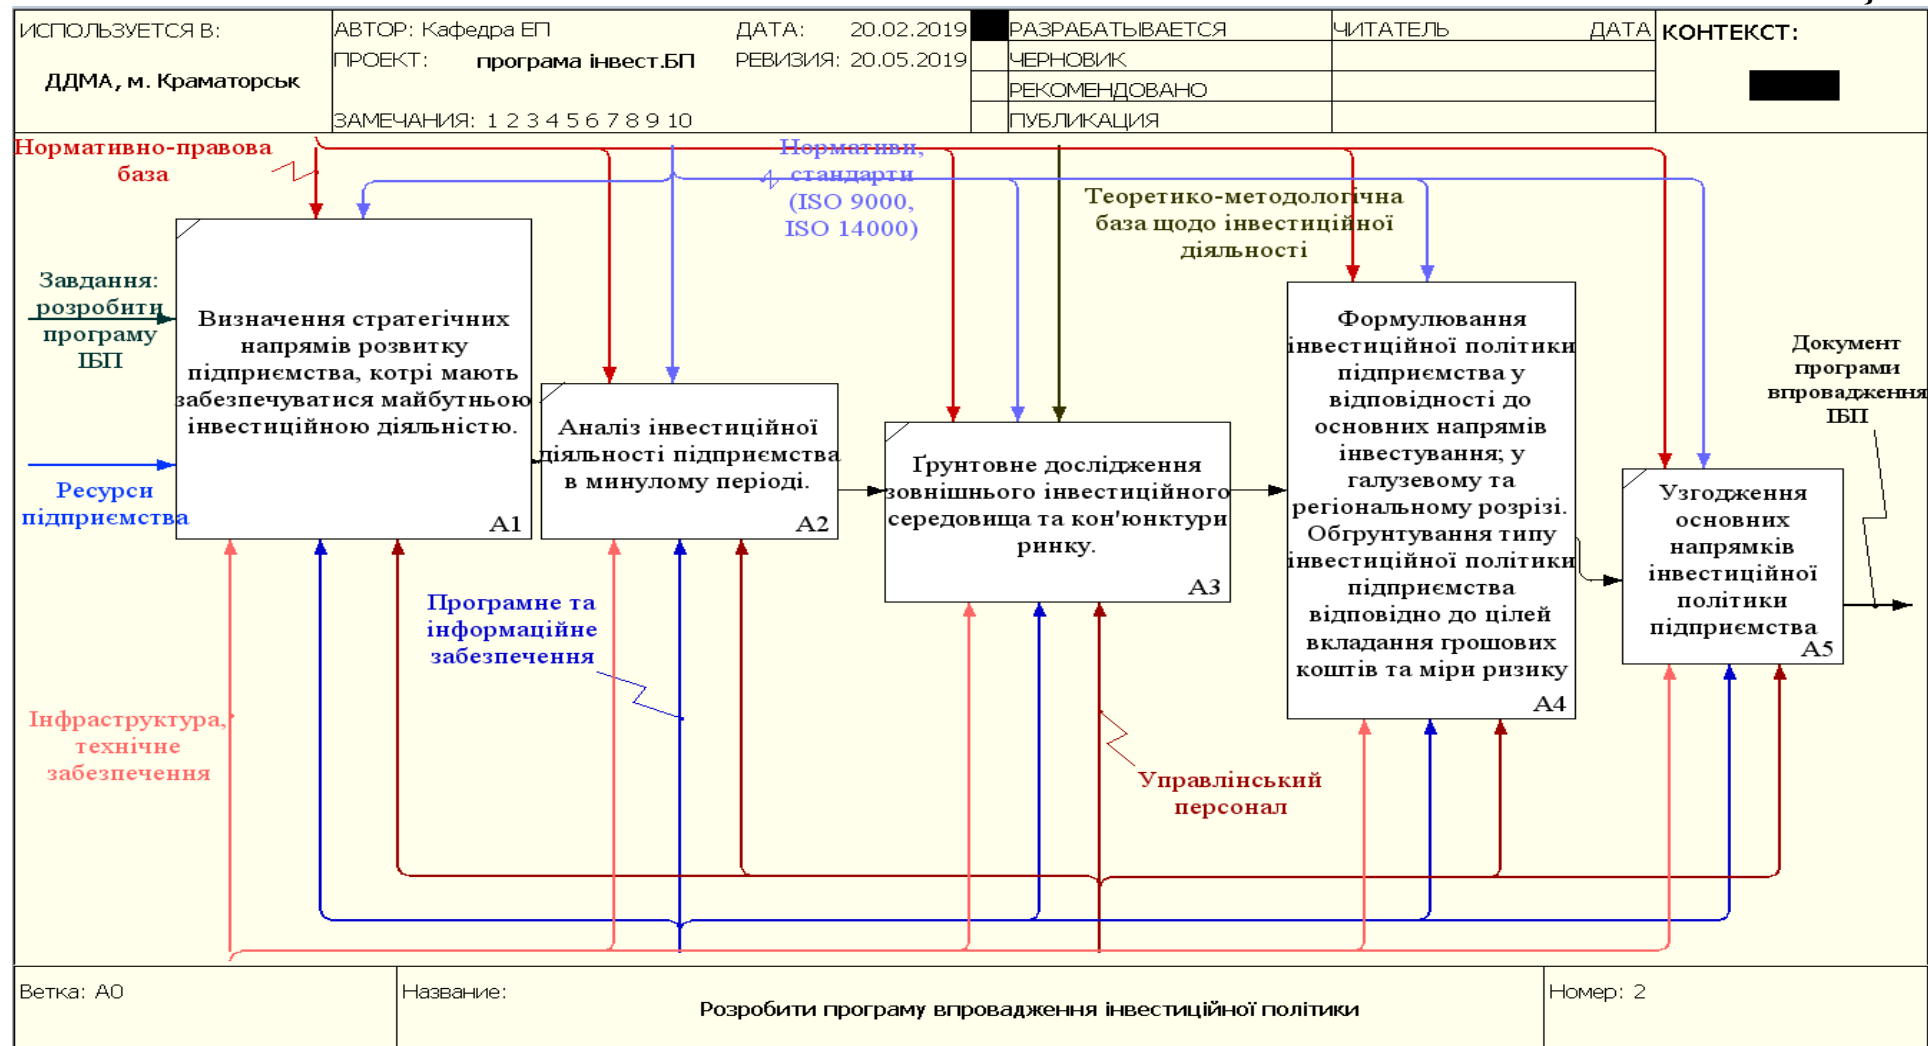 ИСПОЛЬЗУЕТСЯ В:
ДДМА, м. Краматорськ
АВТОР: Кафедра ЕП
ДАТА: 20.02.2019
ПРОЕКТ: програма інвест.БП
РЕВИЗИЯ: 20.05.2019
ЗАМЕЧАНИЯ: 1 2 3 4 5 6 7 8 9 10
РАЗРАБАТЫВАЕТСЯ
ЧЕРНОВИК
РЕКОМЕНДОВАНО
ПУБЛИКАЦИЯ
ЧИТАТЕЛЬ
ДАТА
КОНТЕКСТ:
Нормативно-правова
база
Нормативи,
стандарти
(ISO 9000,
ISO 14000)
Теоретико-методологічна
база щодо інвестиційної
діяльності
Завдання:
розробити
програму
ІБП
Ресурси
підприємства
Визначення стратегічних
напрямів розвитку
підприємства, котрі мають
забезпечуватися майбутньою
інвестиційною діяльністю.
A1
Аналіз інвестиційної
діяльності підприємства
в минулому періоді.
A2
Ґрунтовне дослідження
зовнішнього інвестиційного
середовища та кон'юнктури
ринку.
A3
Формулювання
інвестиційної політики
підприємства у
відповідності до
основних напрямів
інвестування; у
галузевому та
регіональному розрізі.
Обгрунтування типу
інвестиційної політики
підприємства
відповідно до цілей
вкладання грошових
коштів та міри ризику
A4
Узгодження
основних
напрямків
інвестиційної
політики
підприємства
A5
Документ
програми
впровадження
ІБП
Програмне та
інформаційне
забезпечення
Інфраструктура,
технічне
забезпечення
Управлінський
персонал
Ветка: A0
Название:
Розробити програму впровадження інвестиційної політики
Номер: 2